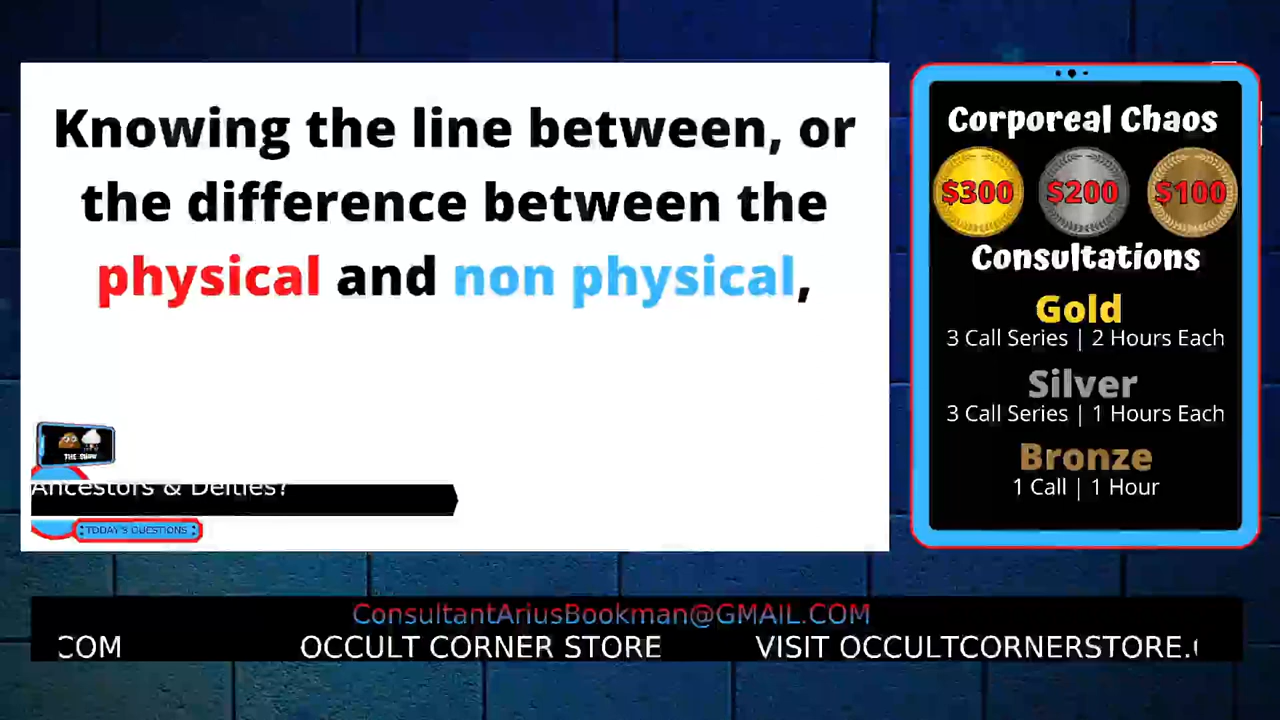 Knowing the line between, or
the difference between the
physical and non physical,
THE SHOW
Ancestors & Deities?
TODAY'S QUESTIONS
Corporeal Chaos
$300 $200 $100
Consultations
Gold
3 Call Series | 2 Hours Each
Silver
3 Call Series | 1 Hours Each
Bronze
1 Call | 1 Hour
ConsultantAriusBookman@GMAIL.COM
COM OCCULT CORNER STORE VISIT OCCULTCORNERSTORE.